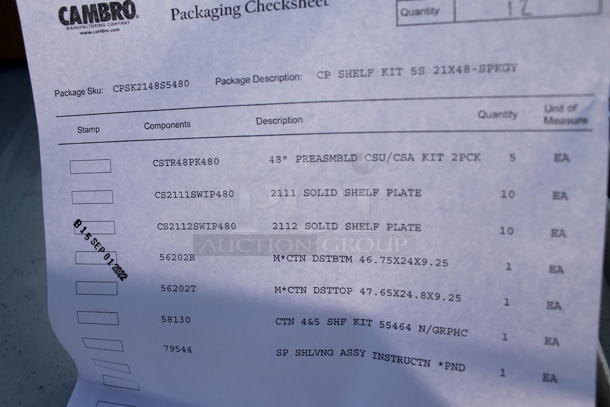 CAMBRO
MANUFACTURING COMPANY
www.cambro.com
Packaging Checksheet
Quantity 12
Package Sku: CPSK2148S5480 Package Description: CP SHELF KIT 5S 21X48-SPKGY
Stamp Components Description Quantity Unit of Measure
CSTR48PK480 48" PREASMBLD CSU/CSA KIT 2PCK 5 EA
CS2111SWIP480 2111 SOLID SHELF PLATE 10 EA
CS2112SWIP480 2112 SOLID SHELF PLATE 10 EA
B15 SEP 01 2022
56202B M*CTN DSTBTM 46.75X24X9.25 1 EA
56202T M*CTN DSTTOP 47.65X24.8X9.25 1 EA
58130 CTN 4&5 SHF KIT 55464 N/GRPHC 1 EA
79544 SP SHLVNG ASSY INSTRUCTN *PND 1 EA
AUCTION GROUP